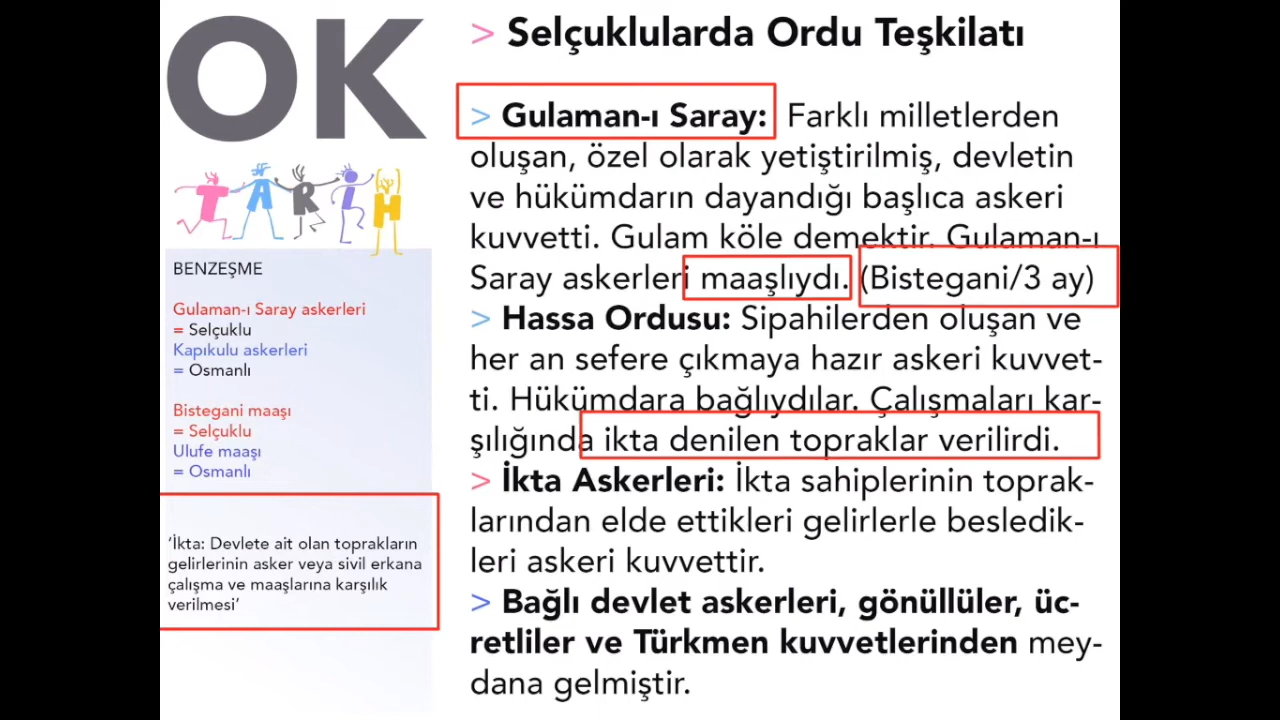 OK
TARİH
BENZEŞME
Gulaman-ı Saray askerleri
= Selçuklu
Kapıkulu askerleri
= Osmanlı
Bistegani maaşı
= Selçuklu
Ulufe maaşı
= Osmanlı
‘İkta: Devlete ait olan toprakların
gelirlerinin asker veya sivil erkana
çalışma ve maaşlarına karşılık
verilmesi’
> Selçuklularda Ordu Teşkilatı
> Gulaman-ı Saray: Farklı milletlerden
oluşan, özel olarak yetiştirilmiş, devletin
ve hükümdarın dayandığı başlıca askeri
kuvvetti. Gulam köle demektir. Gulaman-ı
Saray askerleri maaşlıydı. (Bistegani/3 ay)
> Hassa Ordusu: Sipahilerden oluşan ve
her an sefere çıkmaya hazır askeri kuvvet-
ti. Hükümdara bağlıydılar. Çalışmaları kar-
şılığında ikta denilen topraklar verilirdi.
> İkta Askerleri: İkta sahiplerinin toprak-
larından elde ettikleri gelirlerle besledik-
leri askeri kuvvettir.
> Bağlı devlet askerleri, gönüllüler, üc-
retliler ve Türkmen kuvvetlerinden mey-
dana gelmiştir.